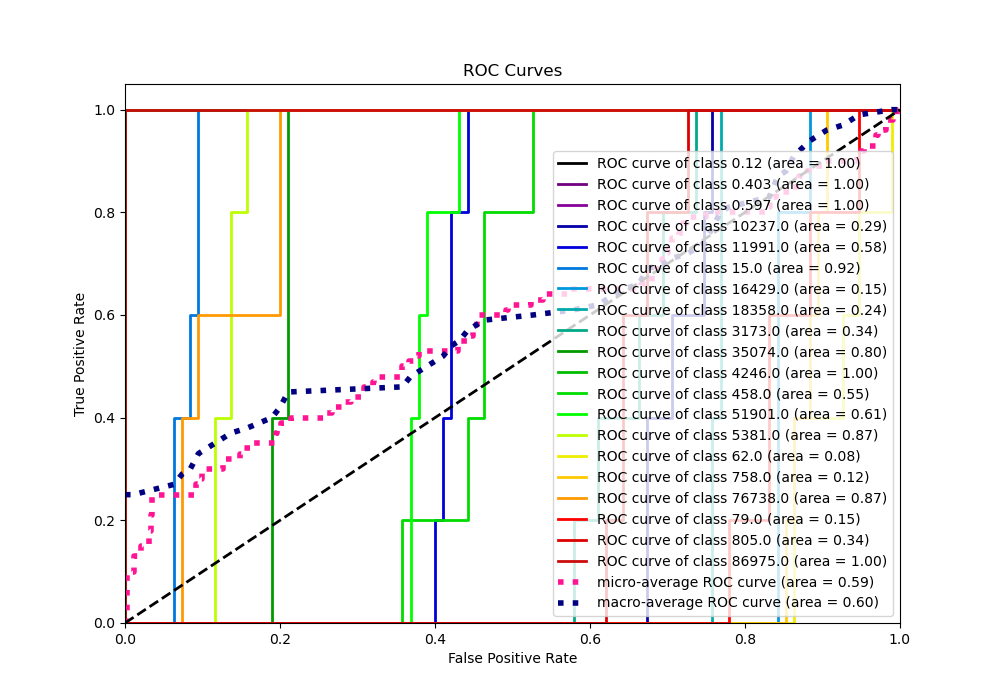 ROC Curves
1.0
0.8
0.6
0.4
0.2
0.0
True Positive Rate
ROC curve of class 0.12 (area = 1.00)
ROC curve of class 0.403 (area = 1.00)
ROC curve of class 0.597 (area = 1.00)
ROC curve of class 10237.0 (area = 0.29)
ROC curve of class 11991.0 (area = 0.58)
ROC curve of class 15.0 (area = 0.92)
ROC curve of class 16429.0 (area = 0.15)
ROC curve of class 18358.0 (area = 0.24)
ROC curve of class 3173.0 (area = 0.34)
ROC curve of class 35074.0 (area = 0.80)
ROC curve of class 4246.0 (area = 1.00)
ROC curve of class 458.0 (area = 0.55)
ROC curve of class 51901.0 (area = 0.61)
ROC curve of class 5381.0 (area = 0.87)
ROC curve of class 62.0 (area = 0.08)
ROC curve of class 758.0 (area = 0.12)
ROC curve of class 76738.0 (area = 0.87)
ROC curve of class 79.0 (area = 0.15)
ROC curve of class 805.0 (area = 0.34)
ROC curve of class 86975.0 (area = 1.00)
micro-average ROC curve (area = 0.59)
macro-average ROC curve (area = 0.60)
0.0 0.2 0.4 0.6 0.8 1.0
False Positive Rate